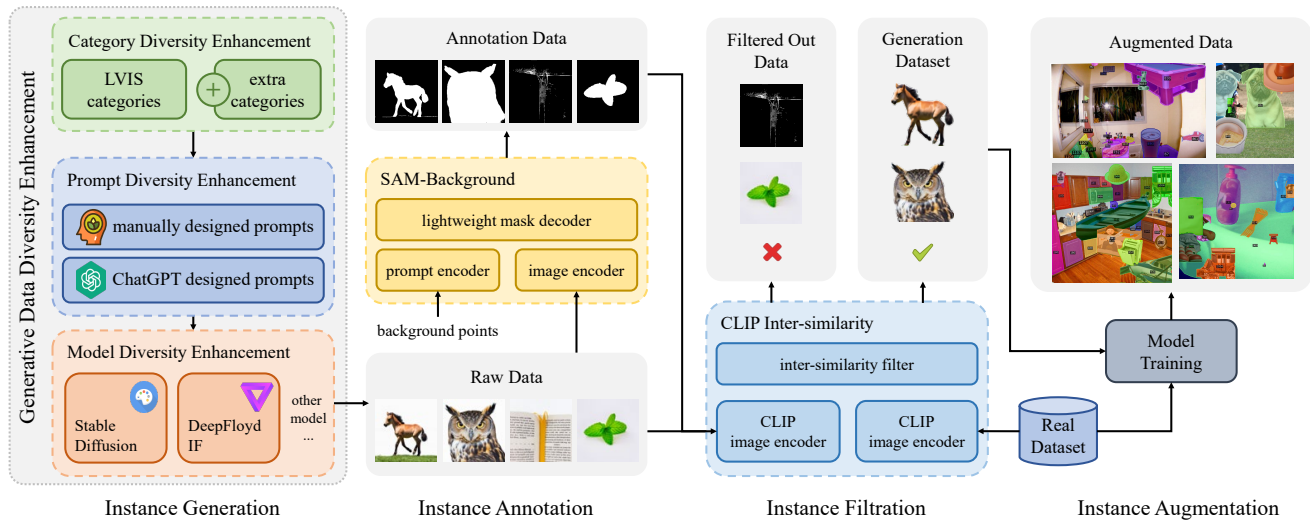 Generative Data Diversity Enhancement
Category Diversity Enhancement
LVIS
categories
+
extra
categories
Prompt Diversity Enhancement
manually designed prompts
ChatGPT designed prompts
Model Diversity Enhancement
Stable
Diffusion
DeepFloyd
IF
other
model
...
Instance Generation
Annotation Data
SAM-Background
lightweight mask decoder
prompt encoder
image encoder
background points
Raw Data
Instance Annotation
Filtered Out
Data
Generation
Dataset
CLIP Inter-similarity
inter-similarity filter
CLIP
image encoder
CLIP
image encoder
Instance Filtration
Augmented Data
Model
Training
Real
Dataset
Instance Augmentation